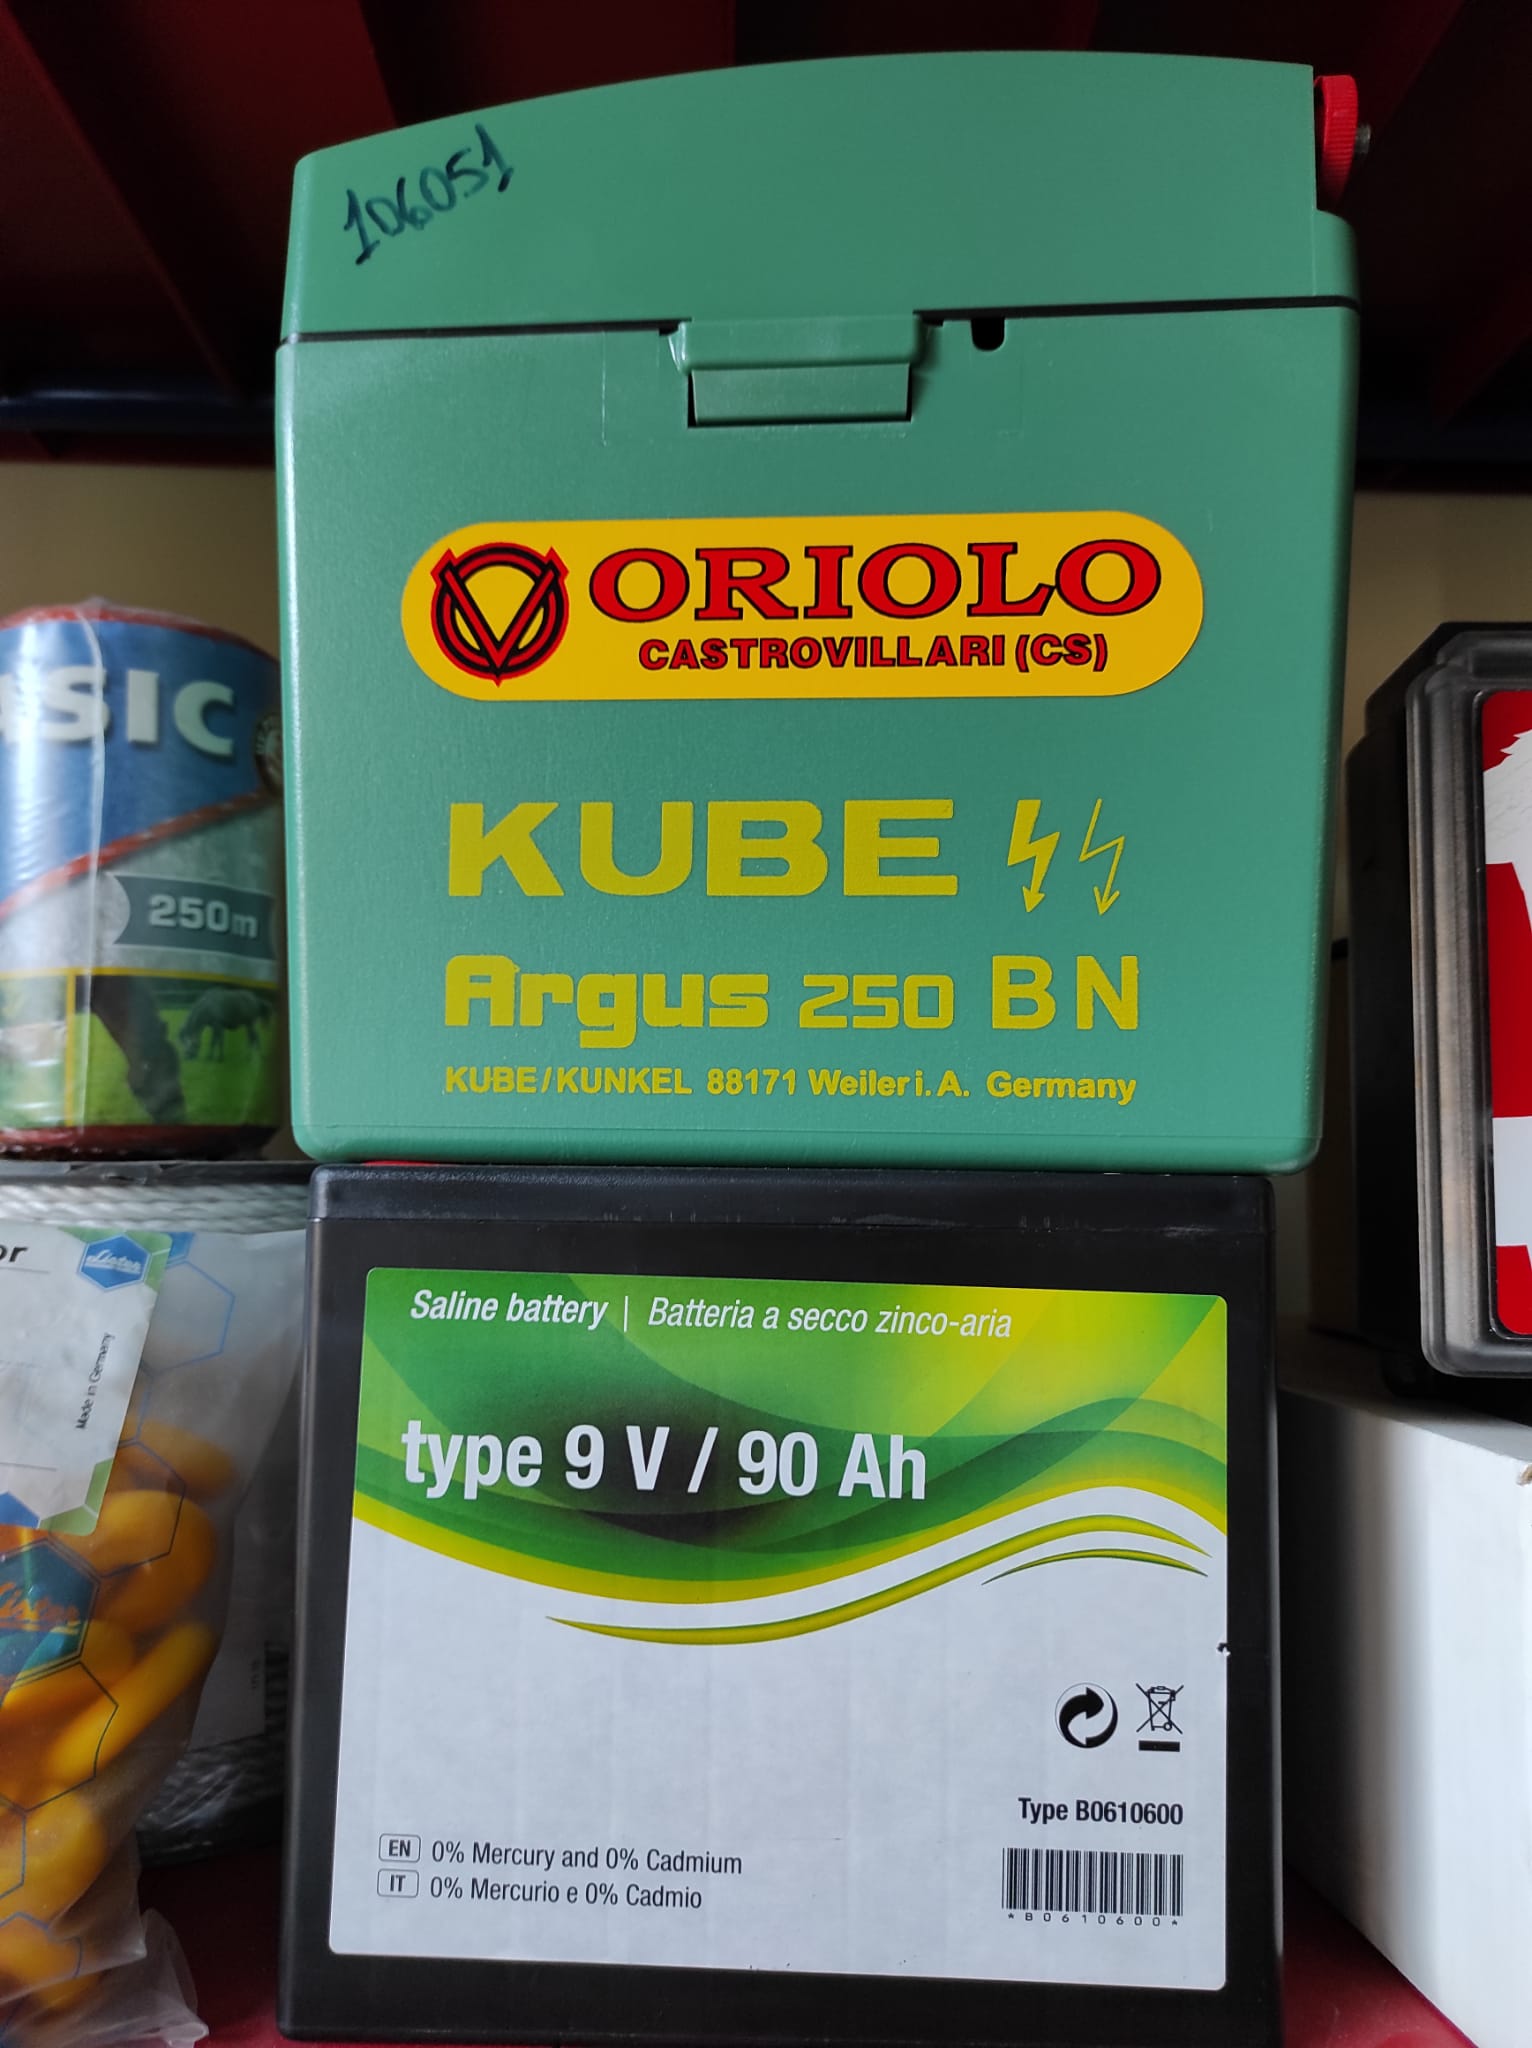 106051
ORIOLO
CASTROVILLARI (CS)
KUBE
Argus 250 BN
KUBE/KUNKEL 88171 Weiler i. A. Germany
SIC
250m
Lister
Made in Germany
Lister
Saline battery | Batteria a secco zinco-aria
type 9 V / 90 Ah
Type B0610600
*B0610600*
EN 0% Mercury and 0% Cadmium
IT 0% Mercurio e 0% Cadmio